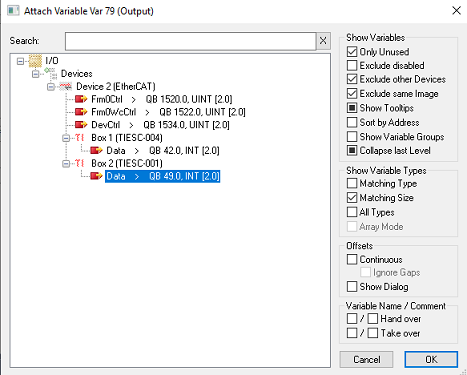 Attach Variable Var 79 (Output)
Search:
X
I/O
Devices
Device 2 (EtherCAT)
Frm0Ctrl > QB 1520.0, UINT [2.0]
Frm0WcCtrl > QB 1522.0, UINT [2.0]
DevCtrl > QB 1534.0, UINT [2.0]
Box 1 (TIESC-004)
Data > QB 42.0, INT [2.0]
Box 2 (TIESC-001)
Data > QB 49.0, INT [2.0]
Show Variables
Only Unused
Exclude disabled
Exclude other Devices
Exclude same Image
Show Tooltips
Sort by Address
Show Variable Groups
Collapse last Level
Show Variable Types
Matching Type
Matching Size
All Types
Array Mode
Offsets
Continuous
Ignore Gaps
Show Dialog
Variable Name / Comment
/ Hand over
/ Take over
Cancel
OK